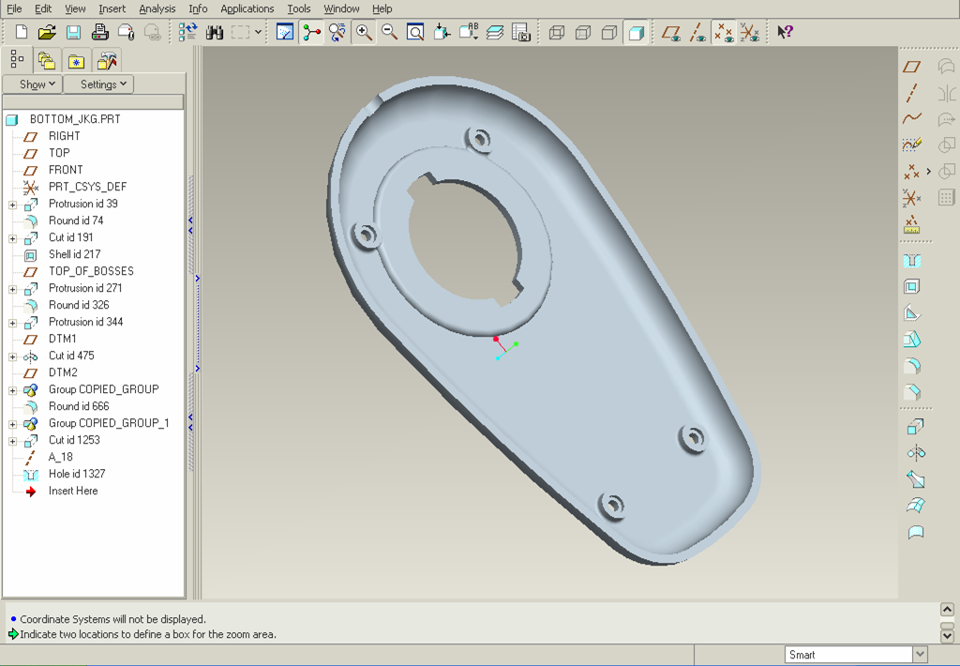 File Edit View Insert Analysis Info Applications Tools Window Help
AB
Show Settings
BOTTOM_JKG.PRT
RIGHT
TOP
FRONT
PRT_CSYS_DEF
Protrusion id 39
Round id 74
Cut id 191
Shell id 217
TOP_OF_BOSSES
Protrusion id 271
Round id 326
Protrusion id 344
DTM1
Cut id 475
DTM2
Group COPIED_GROUP
Round id 666
Group COPIED_GROUP_1
Cut id 1253
A_18
Hole id 1327
Insert Here
Coordinate Systems will not be displayed.
Indicate two locations to define a box for the zoom area.
Smart